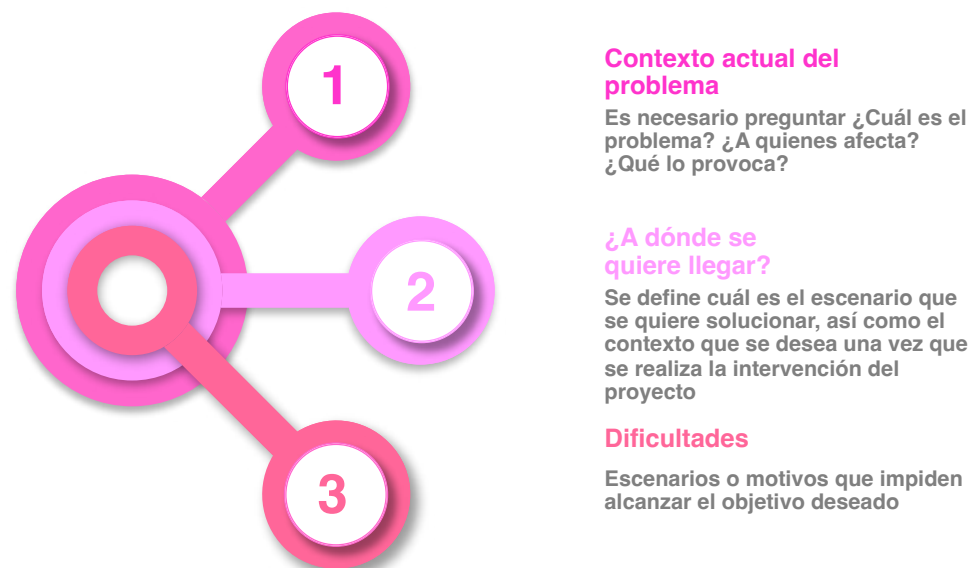 1
Contexto actual del
problema
Es necesario preguntar ¿Cuál es el
problema? ¿A quienes afecta?
¿Qué lo provoca?
2
¿A dónde se
quiere llegar?
Se define cuál es el escenario que
se quiere solucionar, así como el
contexto que se desea una vez que
se realiza la intervención del
proyecto
3
Dificultades
Escenarios o motivos que impiden
alcanzar el objetivo deseado